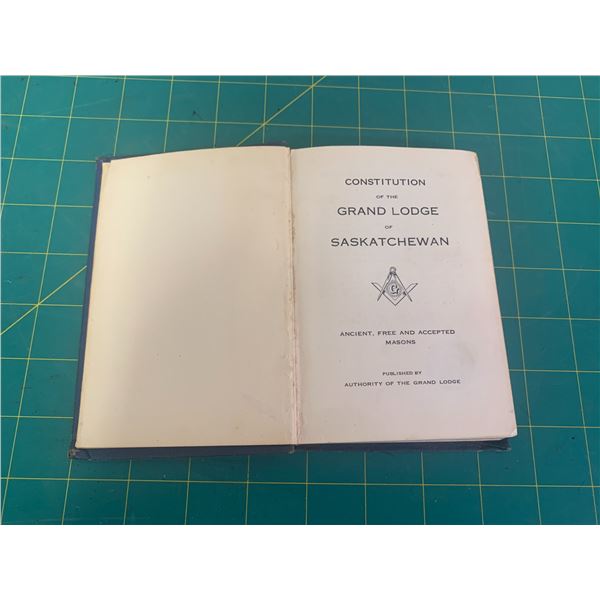 CONSTITUTION
OF THE
GRAND LODGE
OF
SASKATCHEWAN
G
ANCIENT, FREE AND ACCEPTED
MASONS
PUBLISHED BY
AUTHORITY OF THE GRAND LODGE